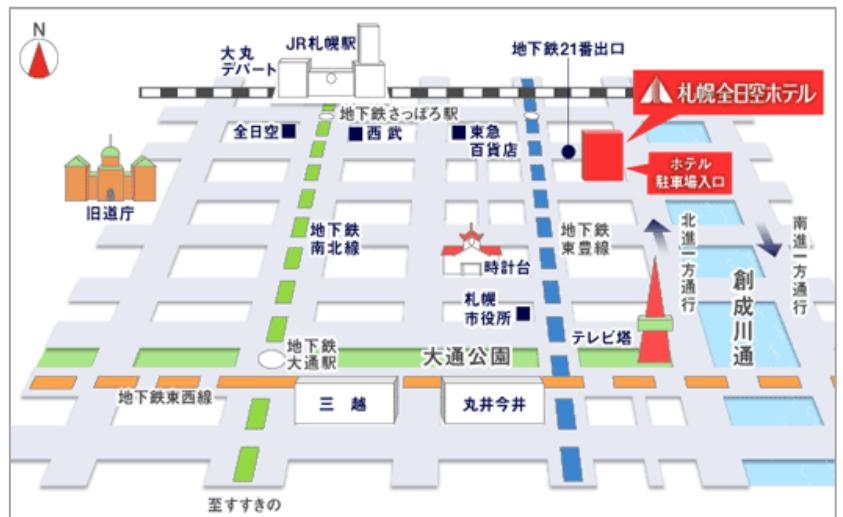 N
大丸
デパート
JR札幌駅
地下鉄21番出口
札幌全日空ホテル
地下鉄さっぽろ駅
全日空
西武
東急
百貨店
ホテル
駐車場入口
旧道庁
地下鉄
南北線
地下鉄
東豊線
北進一方通行
南進一方通行
時計台
創成川通
札幌
市役所
テレビ塔
地下鉄
大通駅
大通公園
地下鉄東西線
三越
丸井今井
至すすきの